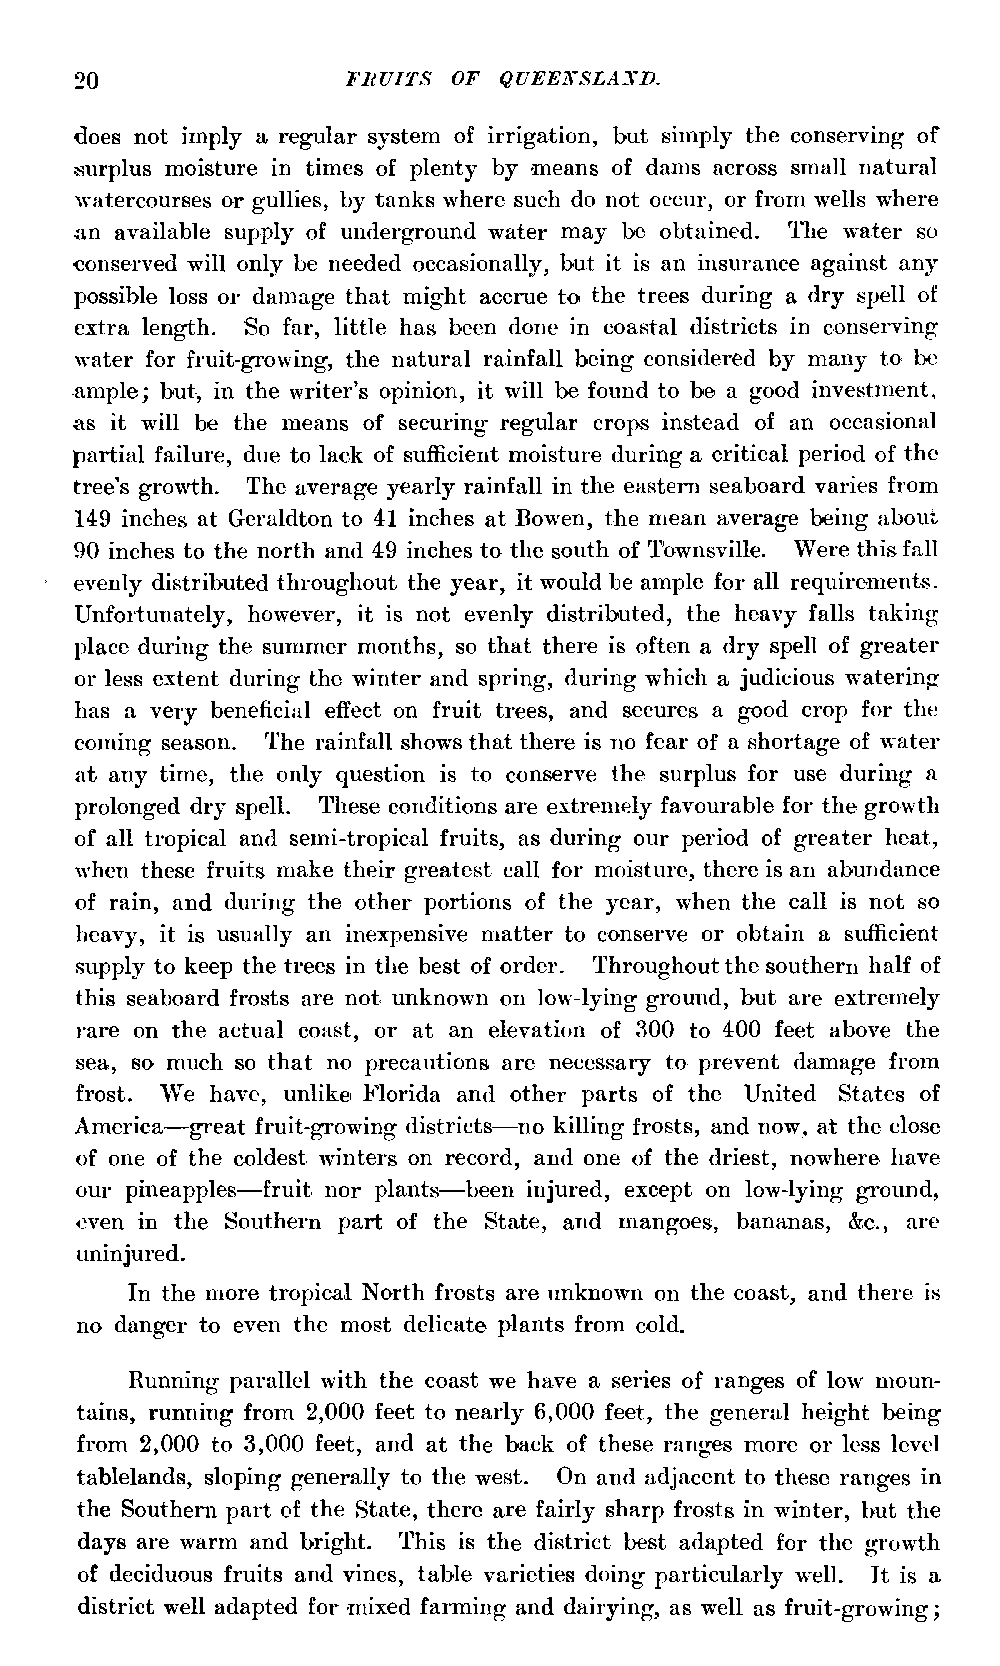 20 FRUITS OF QUEENSLAND.
does not imply a regular system of irrigation, but simply the conserving of
surplus moisture in times of plenty by means of dams across small natural
watercourses or gullies, by tanks where such do not occur, or from wells where
an available supply of underground water may be obtained. The water so
conserved will only be needed occasionally, but it is an insurance against any
possible loss or damage that might accrue to the trees during a dry spell of
extra length. So far, little has been done in coastal districts in conserving
water for fruit-growing, the natural rainfall being considered by many to be
ample; but, in the writer's opinion, it will be found to be a good investment,
as it will be the means of securing regular crops instead of an occasional
partial failure, due to lack of sufficient moisture during a critical period of the
tree's growth. The average yearly rainfall in the eastern seaboard varies from
149 inches at Geraldton to 41 inches at Bowen, the mean average being about
90 inches to the north and 49 inches to the south of Townsville. Were this fall
evenly distributed throughout the year, it would be ample for all requirements.
Unfortunately, however, it is not evenly distributed, the heavy falls taking
place during the summer months, so that there is often a dry spell of greater
or less extent during the winter and spring, during which a judicious watering
has a very beneficial effect on fruit trees, and secures a good crop for the
coming season. The rainfall shows that there is no fear of a shortage of water
at any time, the only question is to conserve the surplus for use during a
prolonged dry spell. These conditions are extremely favourable for the growth
of all tropical and semi-tropical fruits, as during our period of greater heat,
when these fruits make their greatest call for moisture, there is an abundance
of rain, and during the other portions of the year, when the call is not so
heavy, it is usually an inexpensive matter to conserve or obtain a sufficient
supply to keep the trees in the best of order. Throughout the southern half of
this seaboard frosts are not unknown on low-lying ground, but are extremely
rare on the actual coast, or at an elevation of 300 to 400 feet above the
sea, so much so that no precautions are necessary to prevent damage from
frost. We have, unlike Florida and other parts of the United States of
America—great fruit-growing districts—no killing frosts, and now, at the close
of one of the coldest winters on record, and one of the driest, nowhere have
our pineapples—fruit nor plants—been injured, except on low-lying ground,
even in the Southern part of the State, and mangoes, bananas, &c., are
uninjured.
In the more tropical North frosts are unknown on the coast, and there is
no danger to even the most delicate plants from cold.
Running parallel with the coast we have a series of ranges of low moun-
tains, running from 2,000 feet to nearly 6,000 feet, the general height being
from 2,000 to 3,000 feet, and at the back of these ranges more or less level
tablelands, sloping generally to the west. On and adjacent to these ranges in
the Southern part of the State, there are fairly sharp frosts in winter, but the
days are warm and bright. This is the district best adapted for the growth
of deciduous fruits and vines, table varieties doing particularly well. It is a
district well adapted for mixed farming and dairying, as well as fruit-growing;